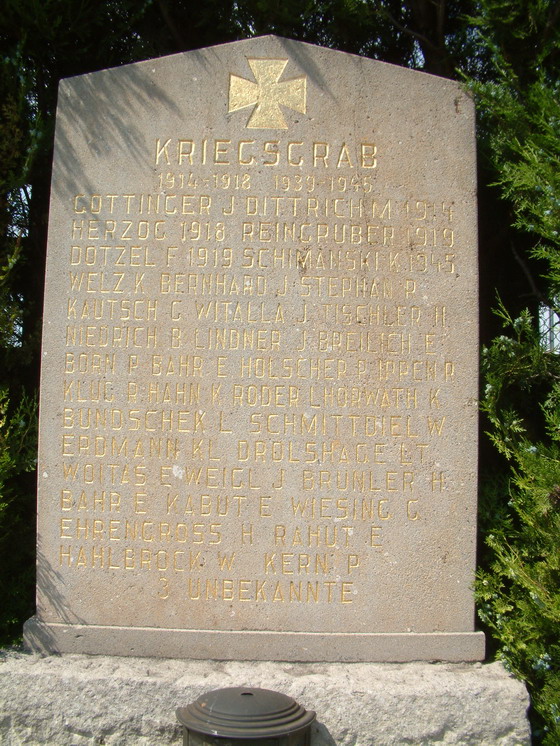 KRIEGSGRAB
1914-1918 1939-1945
GOTTINGER J DITTRICH M 1914
HERZOG 1918 REINGRUBER 1919
DOTZEL F 1919 SCHIMANSKI K 1945
WELZ K BERNHARD J STEPHAN P
KAUTSCH G WITALLA J TISCHLER H
NIEDRICH B LINDNER J BREILICH E
BORN P BAHR E HOLSCHER P IPPEN R
KLUG R HAHN K RODER L HORWATH K
BUNDSCHEK L SCHMITTDIEL W
ERDMANN KL DROLSHAGE LT
WOITAS E WEIGL J BRUNLER H
BAHR E KABUT E WIESING G
EHRENGROSS H RAHUT E
HAHLBROCK W KERN P
3 UNBEKANNTE